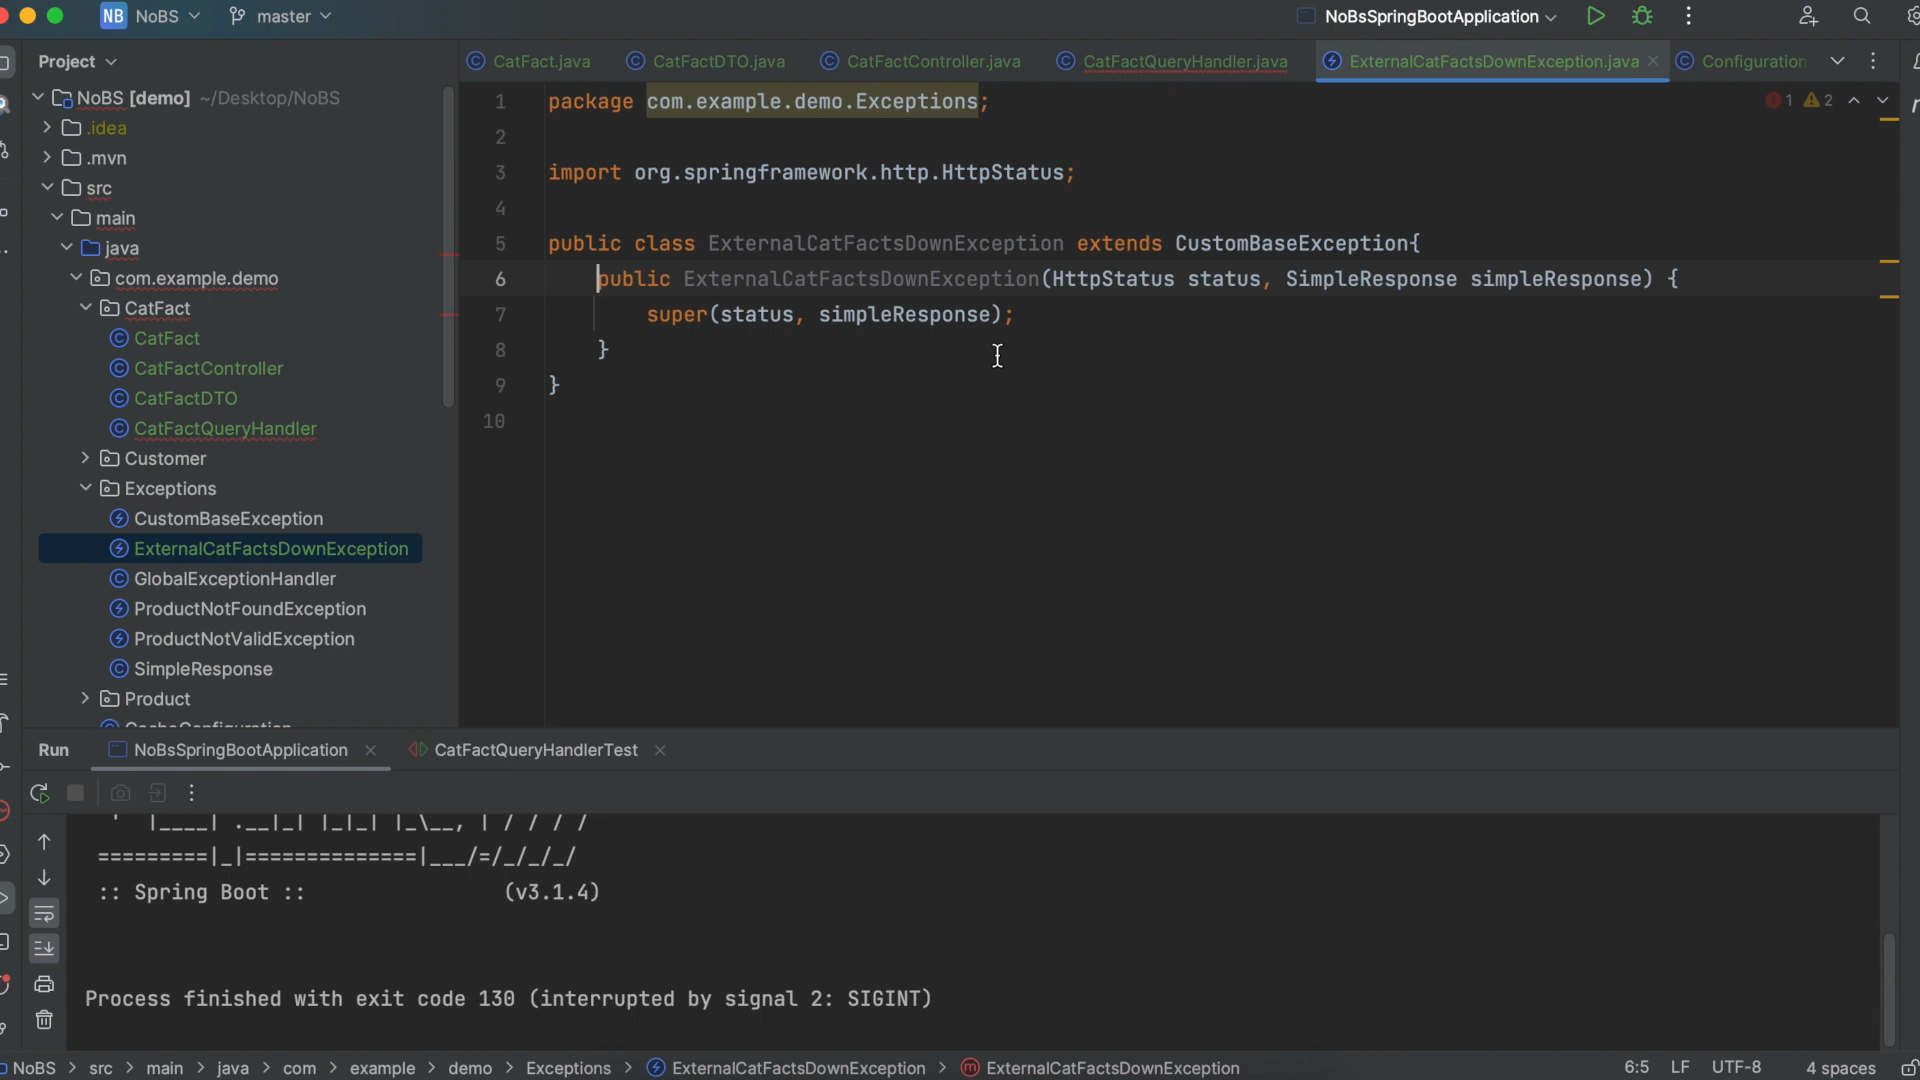 NB NoBS master NoBsSpringBootApplication
Project
CatFact.java CatFactDTO.java CatFactController.java CatFactQueryHandler.java ExternalCatFactsDownException.java Configuration
NoBS [demo] ~/Desktop/NoBS
.idea
.mvn
src
main
java
com.example.demo
CatFact
CatFact
CatFactController
CatFactDTO
CatFactQueryHandler
Customer
Exceptions
CustomBaseException
ExternalCatFactsDownException
GlobalExceptionHandler
ProductNotFoundException
ProductNotValidException
SimpleResponse
Product
CacheConfiguration
1 package com.example.demo.Exceptions;
2
3 import org.springframework.http.HttpStatus;
4
5 public class ExternalCatFactsDownException extends CustomBaseException{
6 public ExternalCatFactsDownException(HttpStatus status, SimpleResponse simpleResponse) {
7 super(status, simpleResponse);
8 }
9 }
10
1 2
Run NoBsSpringBootApplication CatFactQueryHandlerTest
' |____| .__|_| |_|_| |_\__, | / / / /
=========|_|==============|___/=/_/_/_/
:: Spring Boot :: (v3.1.4)
Process finished with exit code 130 (interrupted by signal 2: SIGINT)
NoBS > src > main > java > com > example > demo > Exceptions > ExternalCatFactsDownException > ExternalCatFactsDownException 6:5 LF UTF-8 4 spaces